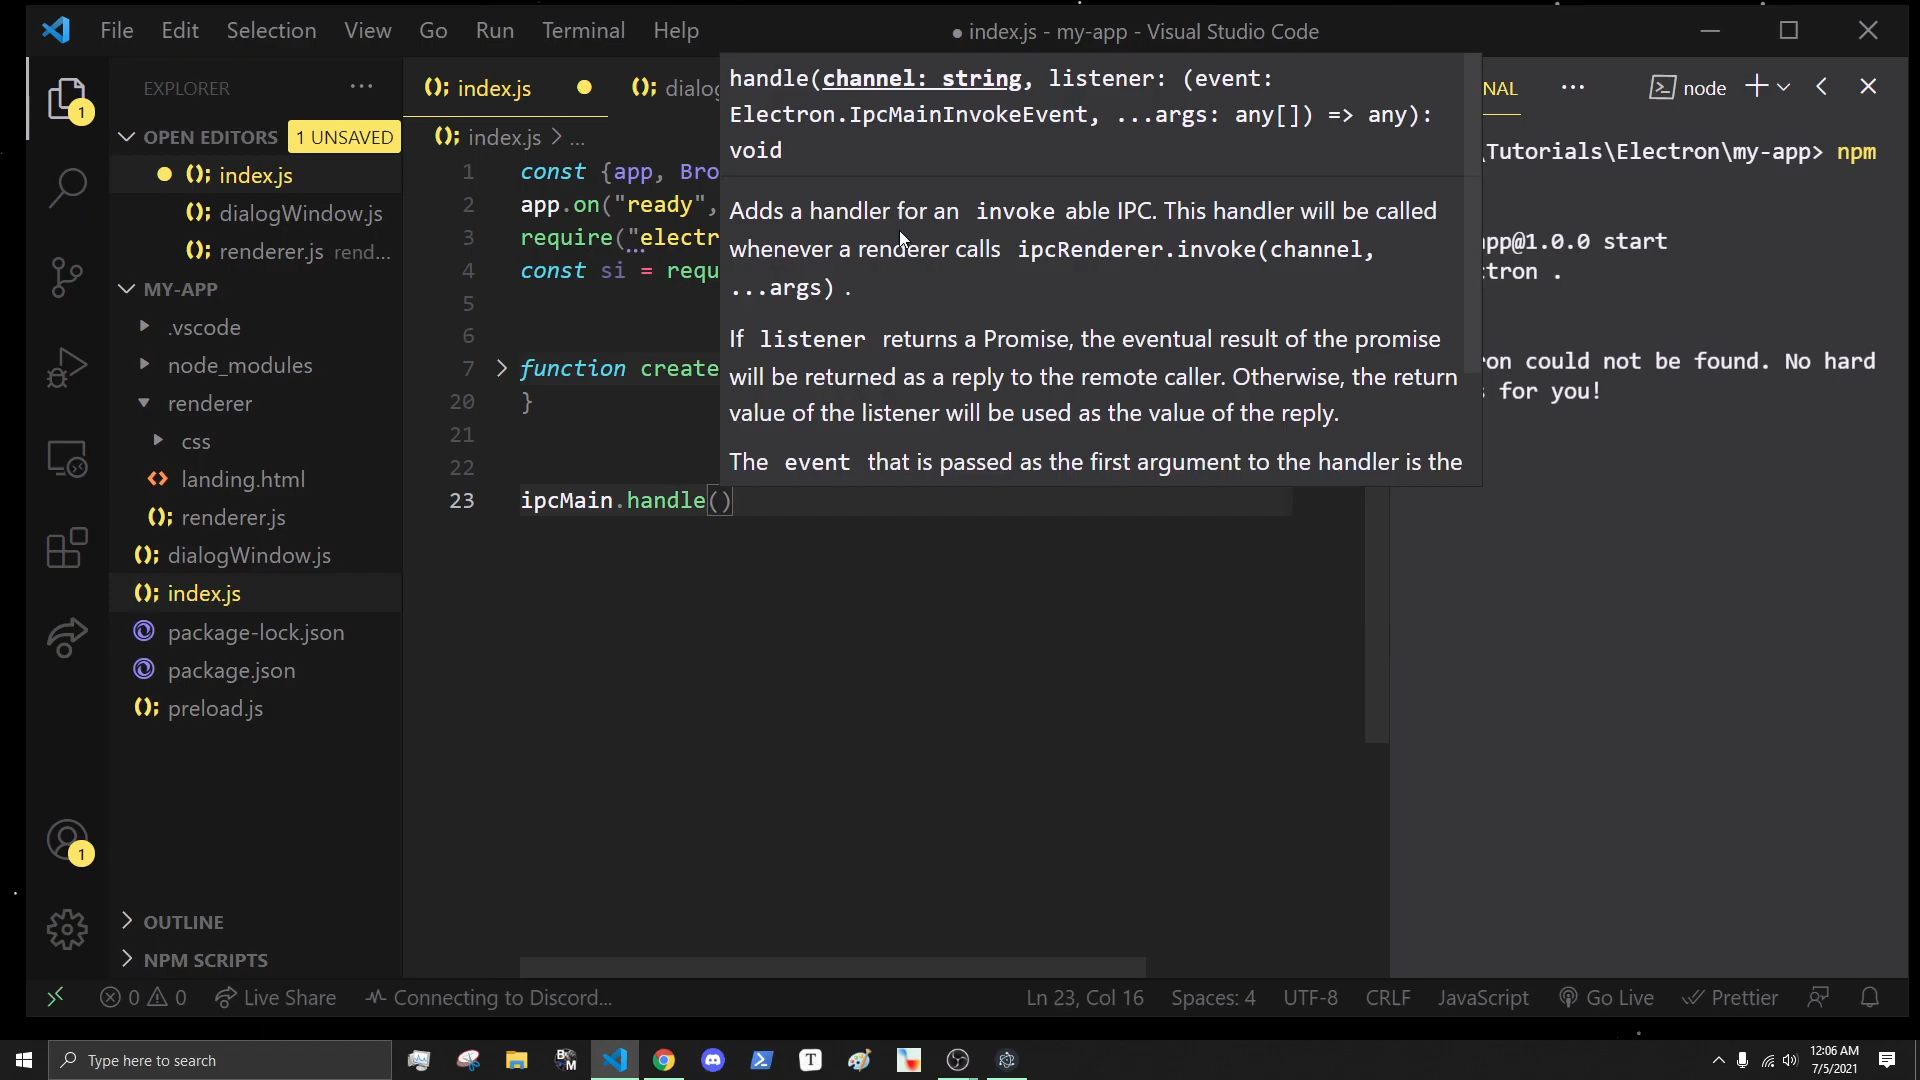 File Edit Selection View Go Run Terminal Help
● index.js - my-app - Visual Studio Code
EXPLORER
OPEN EDITORS 1 UNSAVED
index.js
dialogWindow.js
renderer.js rend...
MY-APP
.vscode
node_modules
renderer
css
landing.html
renderer.js
dialogWindow.js
index.js
package-lock.json
package.json
preload.js
OUTLINE
NPM SCRIPTS
index.js
dialog
index.js > ...
1 const {app, Bro
2 app.on("ready",
3 require("electr
4 const si = requ
5
6
7 function create
20 }
21
22
23 ipcMain.handle()
handle(channel: string, listener: (event:
Electron.IpcMainInvokeEvent, ...args: any[]) => any):
void
Adds a handler for an invoke able IPC. This handler will be called
whenever a renderer calls ipcRenderer.invoke(channel,
...args) .
If listener returns a Promise, the eventual result of the promise
will be returned as a reply to the remote caller. Otherwise, the return
value of the listener will be used as the value of the reply.
The event that is passed as the first argument to the handler is the
NAL ... node
\Tutorials\Electron\my-app> npm
app@1.0.0 start
ctron .
on could not be found. No hard
s for you!
0 0 Live Share Connecting to Discord...
Ln 23, Col 16 Spaces: 4 UTF-8 CRLF JavaScript Go Live Prettier
Type here to search
12:06 AM
7/5/2021